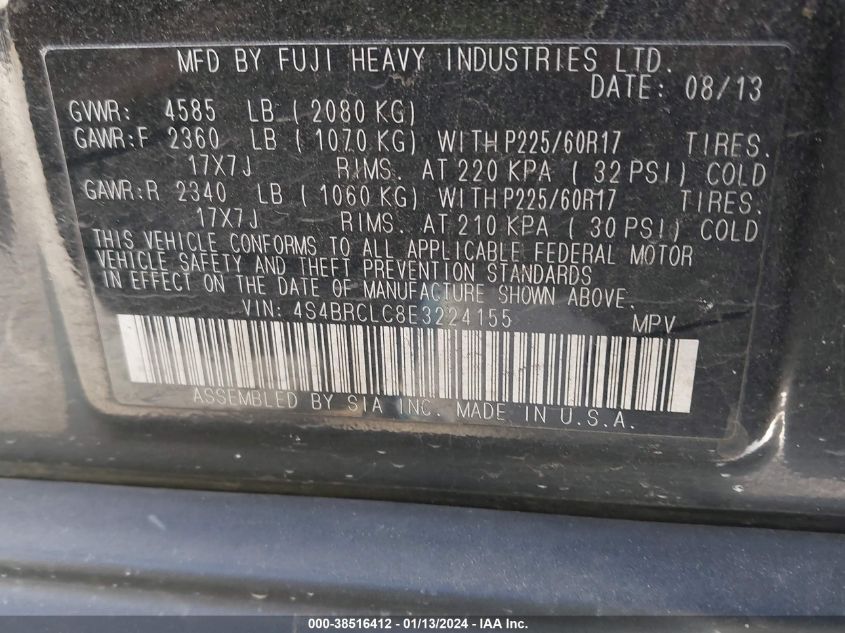 MFD BY FUJI HEAVY INDUSTRIES LTD.
DATE: 08/13
GVWR: 4585 LB (2080 KG)
GAWR:F 2360 LB (1070 KG) WITH P225/60R17 TIRES.
17X7J RIMS. AT 220 KPA (32 PSI) COLD
GAWR:R 2340 LB (1060 KG) WITH P225/60R17 TIRES.
17X7J RIMS. AT 210 KPA (30 PSI) COLD
THIS VEHICLE CONFORMS TO ALL APPLICABLE FEDERAL MOTOR
VEHICLE SAFETY AND THEFT PREVENTION STANDARDS
IN EFFECT ON THE DATE OF MANUFACTURE SHOWN ABOVE.
VIN: 4S4BRCLC8E3224155 MPV
ASSEMBLED BY SIA INC. MADE IN U.S.A.
000-38516412 - 01/13/2024 - IAA Inc.